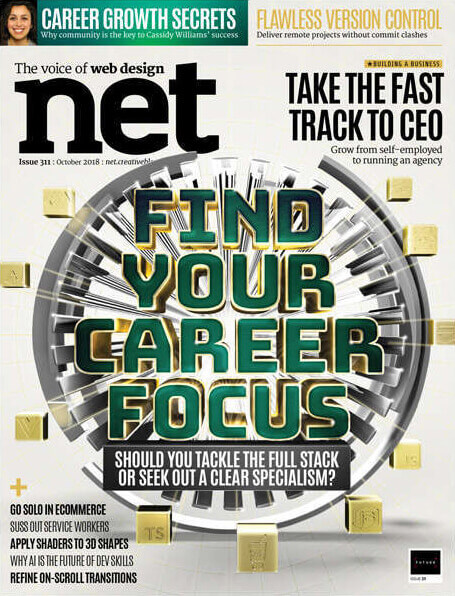 CAREER GROWTH SECRETS
Why community is the key to Cassidy Williams' success
FLAWLESS VERSION CONTROL
Deliver remote projects without commit clashes
The voice of web design
net
Issue 311 : October 2018 : net.creativebl
★BUILDING A BUSINESS
TAKE THE FAST
TRACK TO CEO
Grow from self-employed
to running an agency
FIND
YOUR
CAREER
FOCUS
SHOULD YOU TACKLE THE FULL STACK
OR SEEK OUT A CLEAR SPECIALISM?
+
GO SOLO IN ECOMMERCE
SUSS OUT SERVICE WORKERS
APPLY SHADERS TO 3D SHAPES
WHY AI IS THE FUTURE OF DEV SKILLS
REFINE ON-SCROLL TRANSITIONS
TS
JS
FUTURE